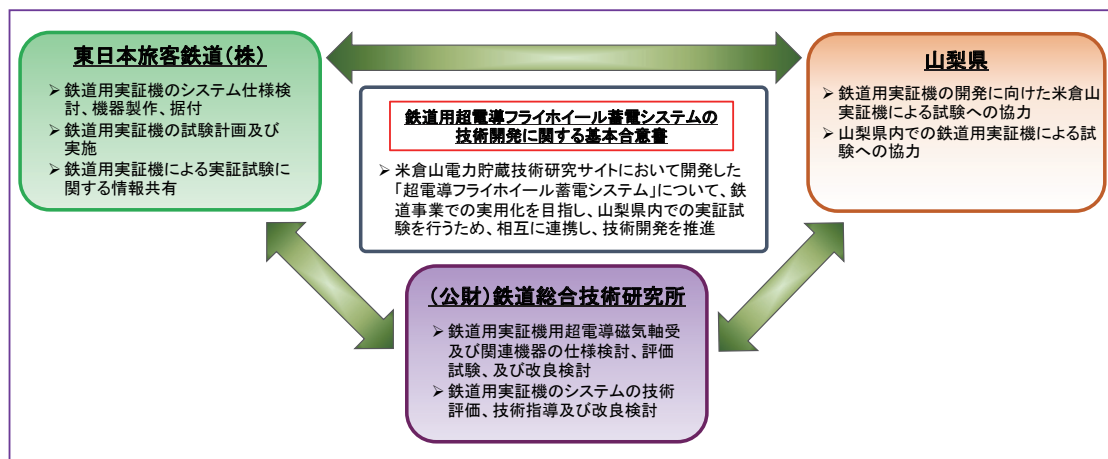 東日本旅客鉄道(株)
➢ 鉄道用実証機のシステム仕様検
討、機器製作、据付
➢ 鉄道用実証機の試験計画及び
実施
➢ 鉄道用実証機による実証試験に
関する情報共有
鉄道用超電導フライホイール蓄電システムの
技術開発に関する基本合意書
➢ 米倉山電力貯蔵技術研究サイトにおいて開発した
「超電導フライホイール蓄電システム」について、鉄
道事業での実用化を目指し、山梨県内での実証試
験を行うため、相互に連携し、技術開発を推進
山梨県
➢ 鉄道用実証機の開発に向けた米倉山
実証機による試験への協力
➢ 山梨県内での鉄道用実証機による試
験への協力
(公財)鉄道総合技術研究所
➢ 鉄道用実証機用超電導磁気軸受
及び関連機器の仕様検討、評価
試験、及び改良検討
➢ 鉄道用実証機のシステムの技術
評価、技術指導及び改良検討